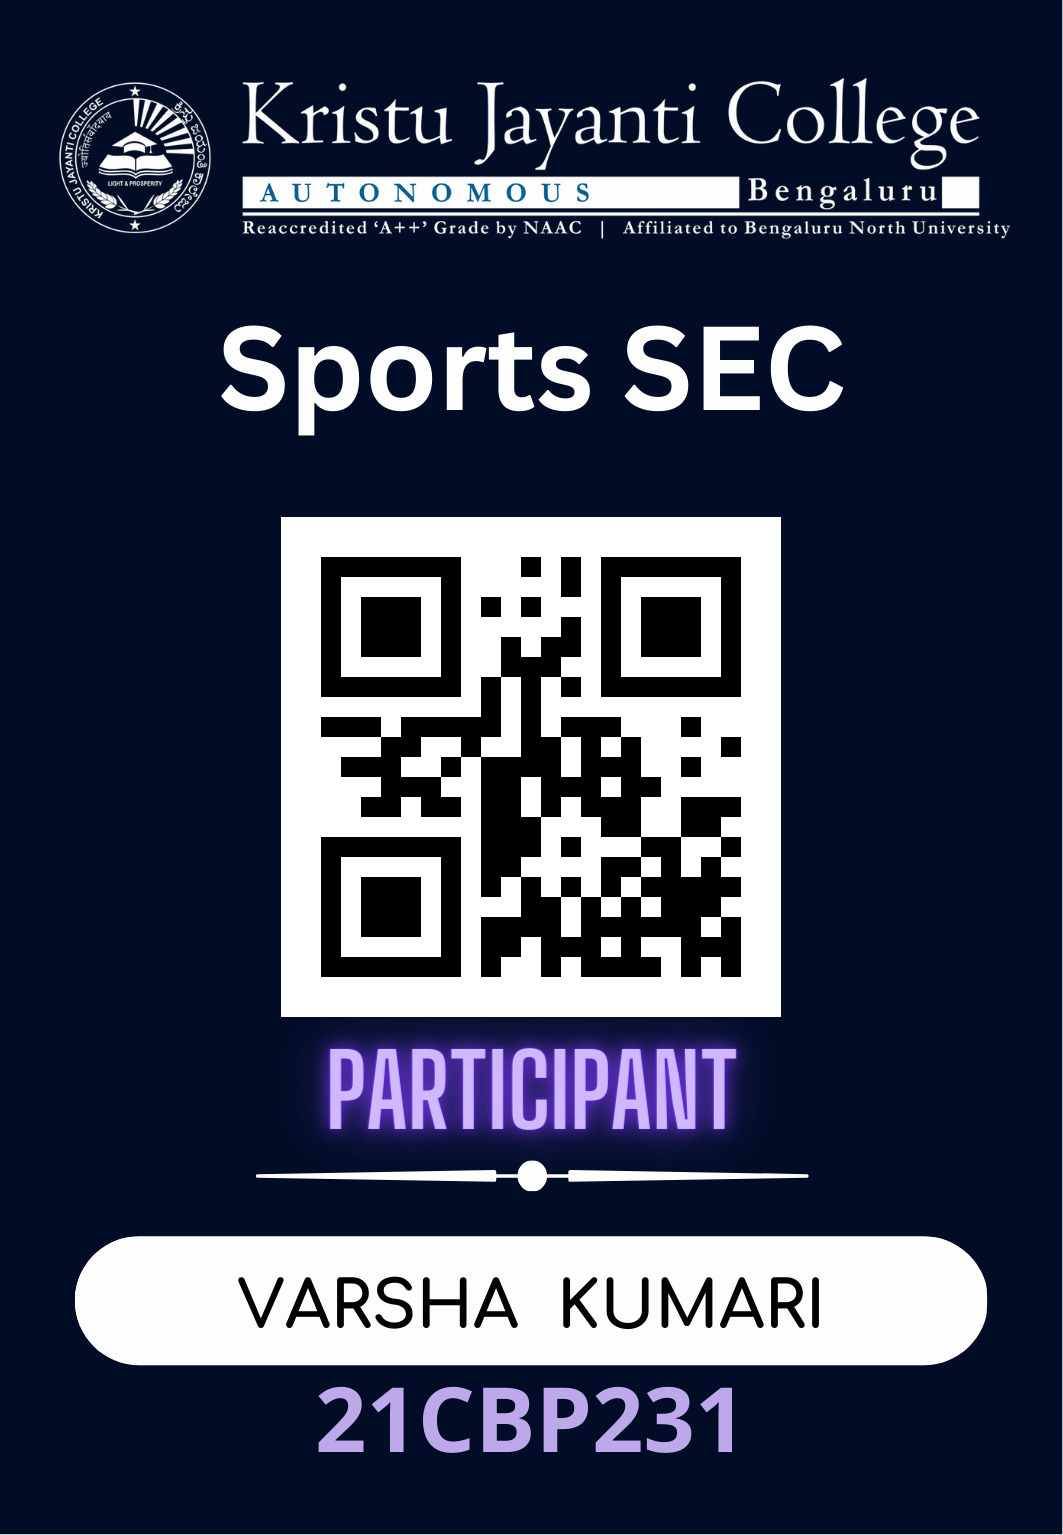 Kristu Jayanti College
AUTONOMOUS Bengaluru
Reaccredited ‘A++’ Grade by NAAC | Affiliated to Bengaluru North University
KRISTU JAYANTI COLLEGE
ಕ್ರಿಸ್ತು ಜಯಂತಿ ಕಾಲೇಜು
LIGHT & PROSPERITY
Sports SEC
PARTICIPANT
VARSHA KUMARI
21CBP231